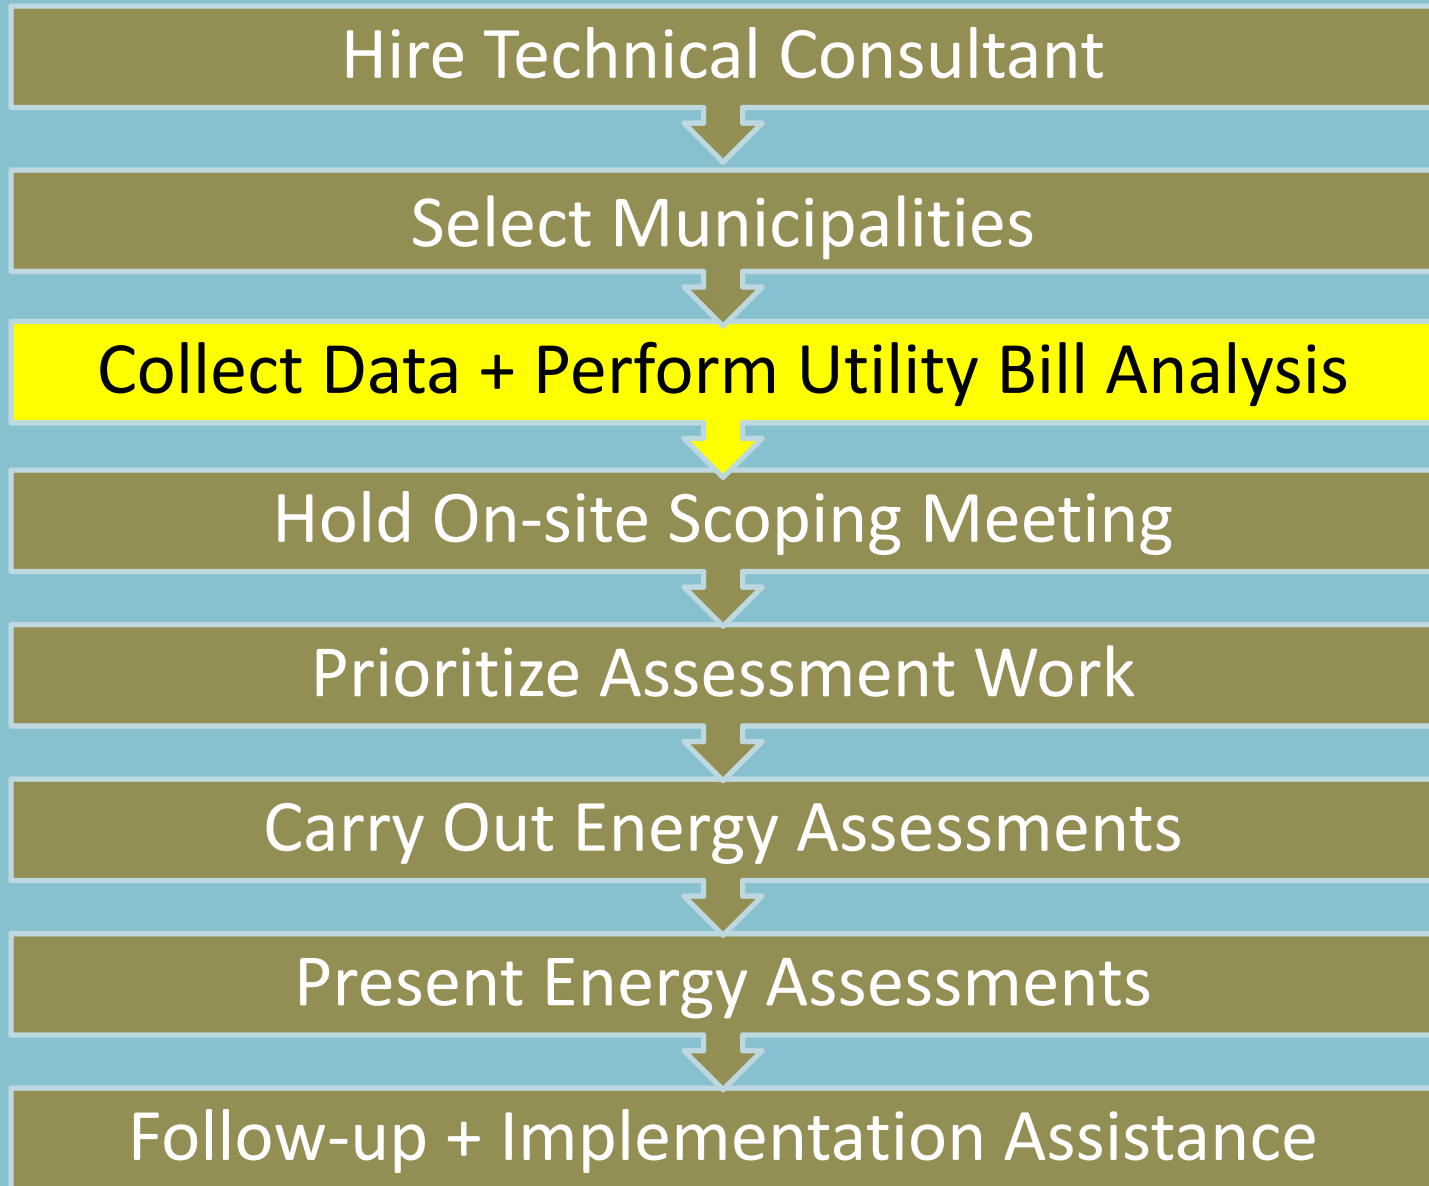 Hire Technical Consultant
Select Municipalities
Collect Data + Perform Utility Bill Analysis
Hold On-site Scoping Meeting
Prioritize Assessment Work
Carry Out Energy Assessments
Present Energy Assessments
Follow-up + Implementation Assistance